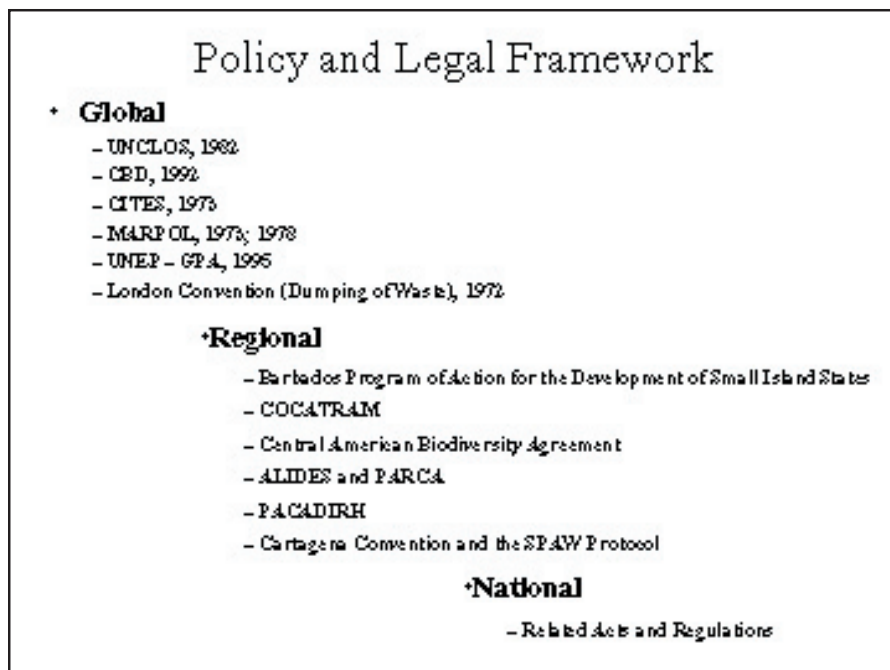 Policy and Legal Framework
• Global
– UNCLOS, 1982
– CBD, 1992
– CITES, 1973
– MARPOL, 1973; 1978
– UNEP – GPA, 1995
– London Convention (Dumping of Waste), 1972
•Regional
– Barbados Program of Action for the Development of Small Island States
– COCATRAM
– Central American Biodiversity Agreement
– ALIDES and PARCA
– PACADIRH
– Cartagena Convention and the SPAW Protocol
•National
– Related Acts and Regulations